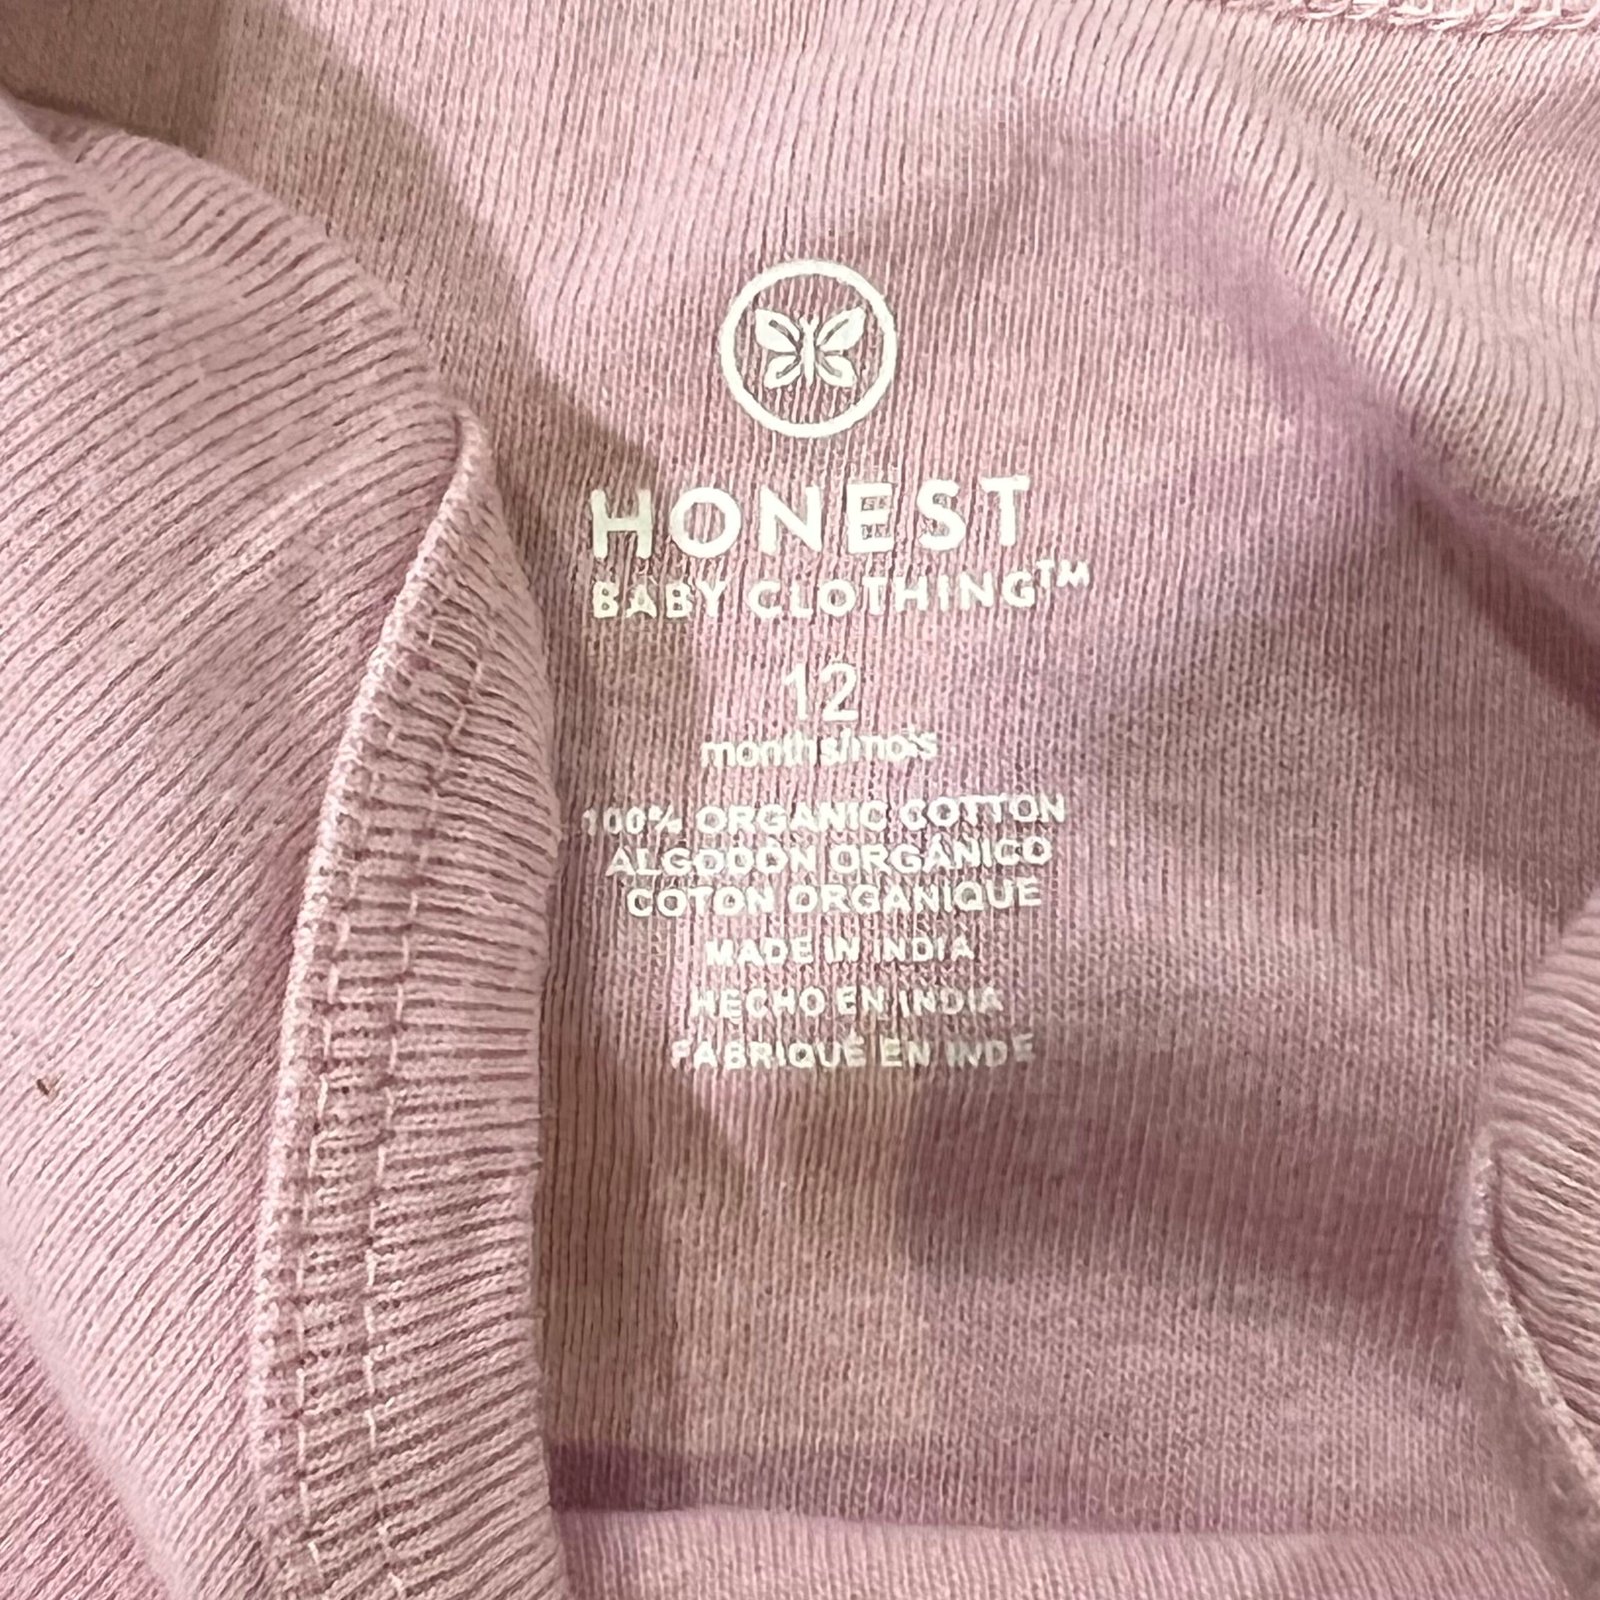 HONEST
BABY CLOTHING™
12
months/mois
100% ORGANIC COTTON
ALGODÓN ORGÁNICO
COTON ORGANIQUE
MADE IN INDIA
HECHO EN INDIA
FABRIQUÉ EN INDE